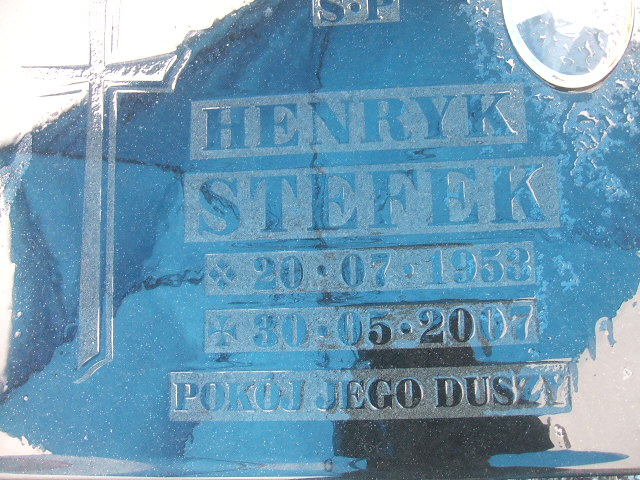 S·P
HENRYK
STEFEK
20·07·1953
30·05·2007
POKÓJ JEGO DUSZY